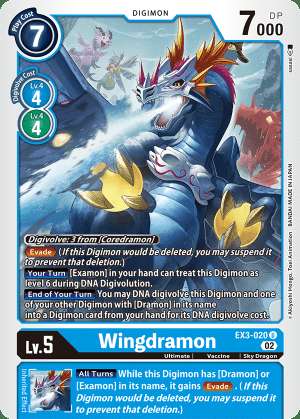 DIGIMON
Play Cost
7
7000
DP
Digivolve Cost
Lv.4
4
Lv.4
4
Digivolve: 3 from [Coredramon]
Evade (If this Digimon would be deleted, you may suspend it
to prevent that deletion.)
Your Turn [Examon] in your hand can treat this Digimon as
level 6 during DNA Digivolution.
End of Your Turn You may DNA digivolve this Digimon and one
of your other Digimon with [Dramon] in its name into
a Digimon card from your hand for its DNA digivolve cost.
EX3-020 U
02
Lv.5
Wingdramon
Ultimate
Vaccine
Sky Dragon
Inherited Effect
All Turns While this Digimon has [Dramon] or
[Examon] in its name, it gains Evade. (If this
Digimon would be deleted, you may suspend it to
prevent that deletion.)